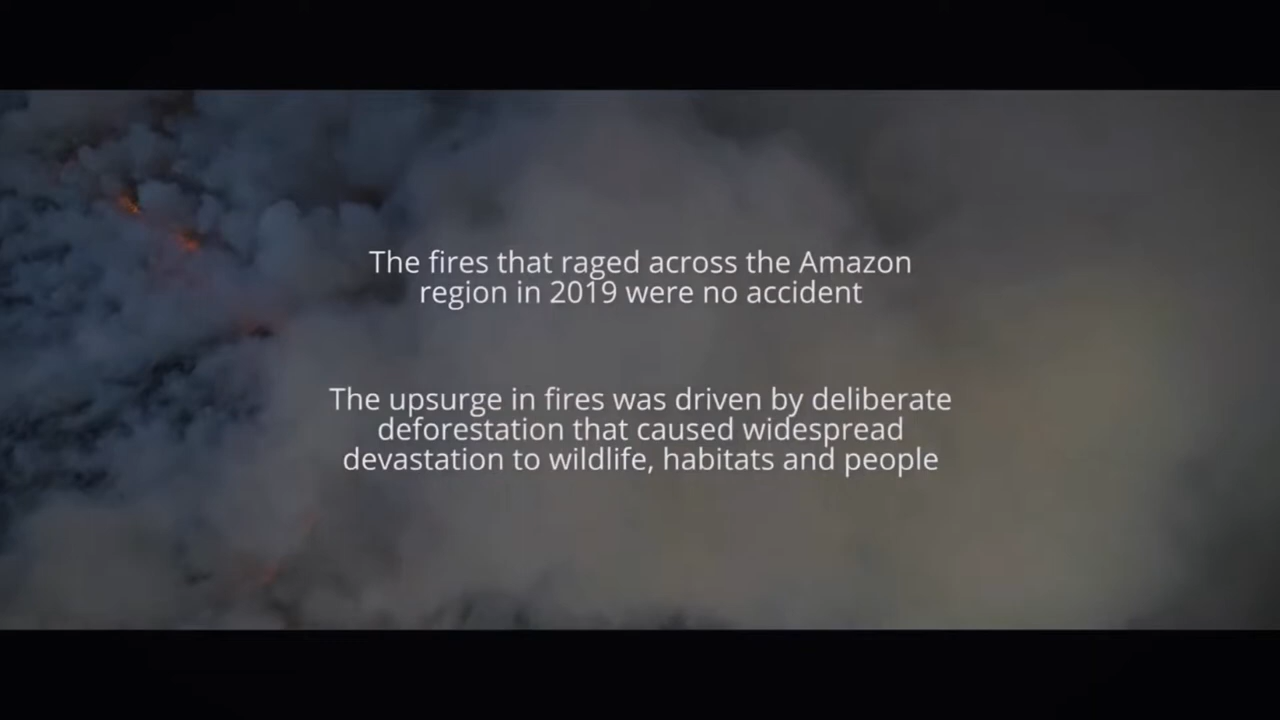 The fires that raged across the Amazon
region in 2019 were no accident
The upsurge in fires was driven by deliberate
deforestation that caused widespread
devastation to wildlife, habitats and people